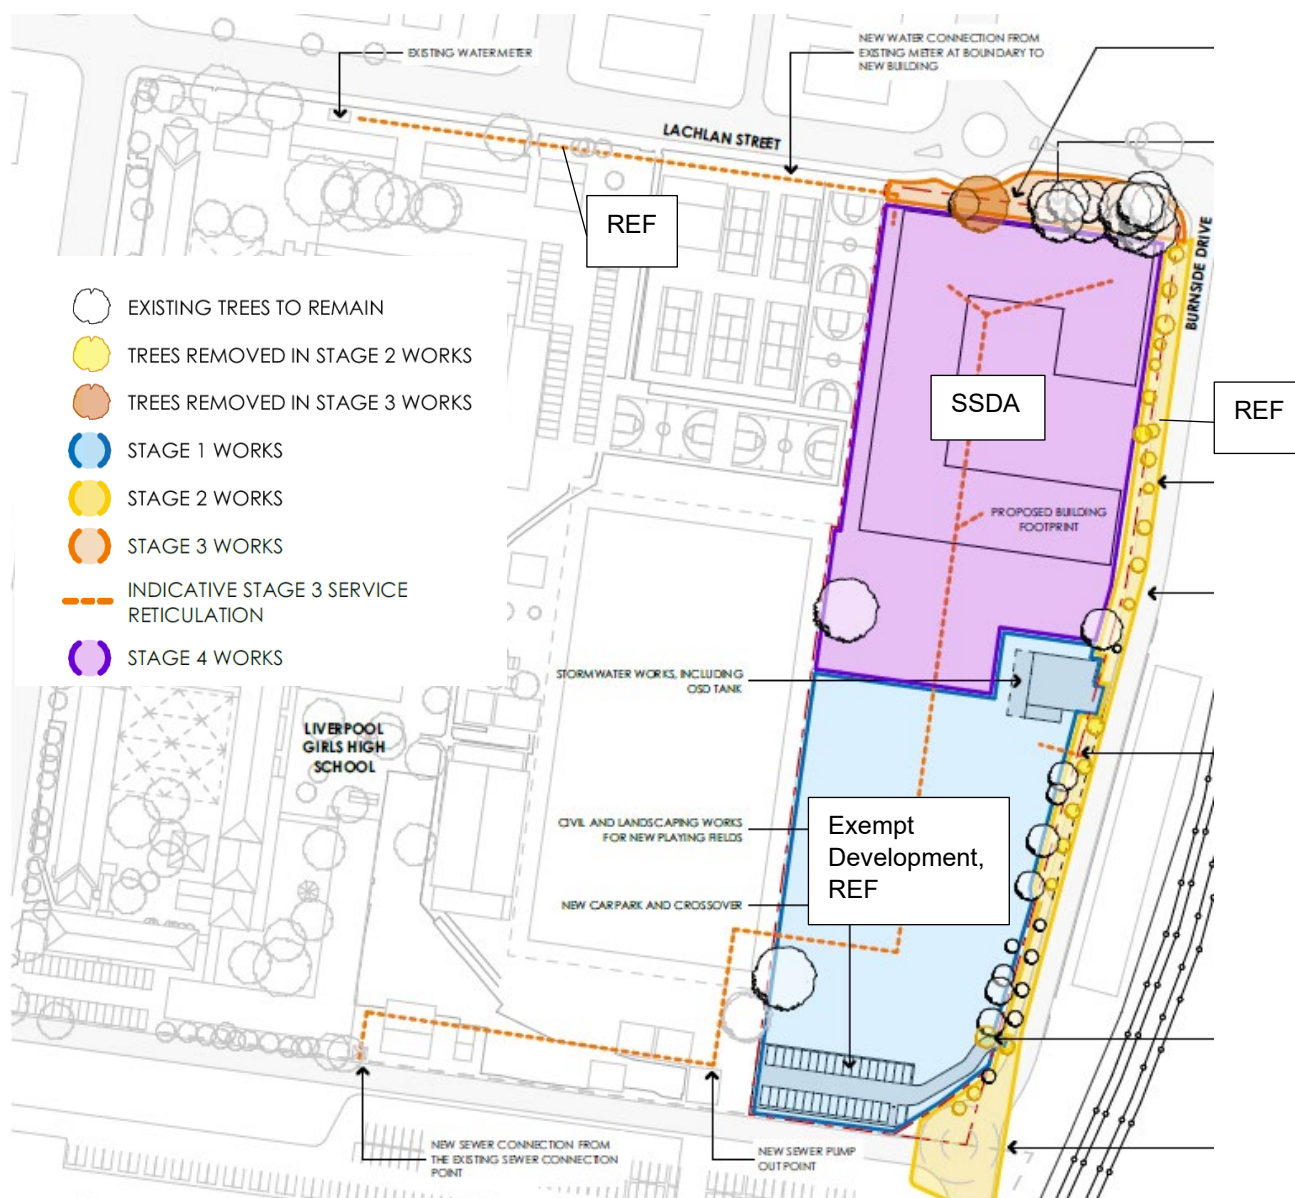 EXISTING WATERMETER
NEW WATER CONNECTION FROM
EXISTING METER AT BOUNDARY TO
NEW BUILDING
LACHLAN STREET
REF
BURNSIDE DRIVE
EXISTING TREES TO REMAIN
TREES REMOVED IN STAGE 2 WORKS
TREES REMOVED IN STAGE 3 WORKS
STAGE 1 WORKS
STAGE 2 WORKS
STAGE 3 WORKS
INDICATIVE STAGE 3 SERVICE
RETICULATION
STAGE 4 WORKS
SSDA
REF
PROPOSED BUILDING
FOOTPRINT
STORMWATER WORKS, INCLUDING
OSD TANK
LIVERPOOL
GIRLS HIGH
SCHOOL
CIVIL AND LANDSCAPING WORKS
FOR NEW PLAYING FIELDS
Exempt
Development,
REF
NEW CARPARK AND CROSSOVER
NEW SEWER CONNECTION FROM
THE EXISTING SEWER CONNECTION
POINT
NEW SEWER PUMP
OUT POINT